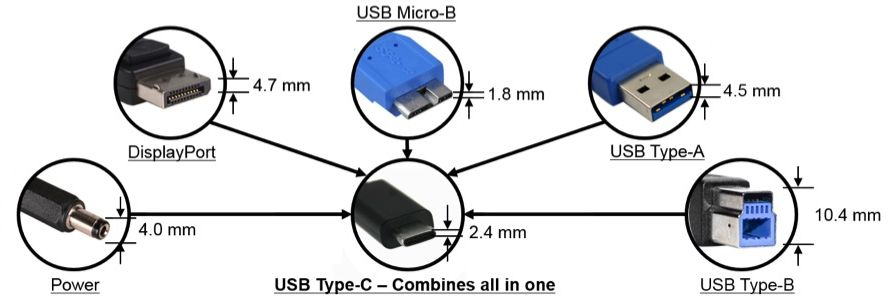 USB Micro-B
4.7 mm
1.8 mm
4.5 mm
DisplayPort
USB Type-A
4.0 mm
2.4 mm
10.4 mm
Power
USB Type-C – Combines all in one
USB Type-B